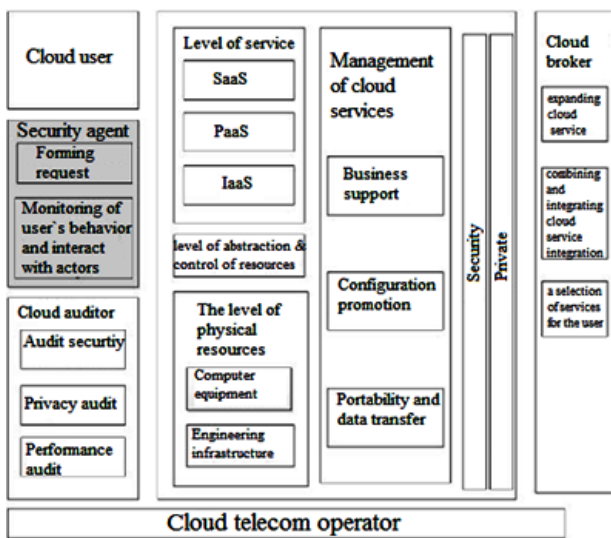 Cloud user
Security agent
Forming
request
Monitoring of
user`s behavior
and interact
with actors
Cloud auditor
Audit securtiy
Privacy audit
Performance
audit
Level of service
SaaS
PaaS
IaaS
level of abstraction &
control of resources
The level of
physical
resources
Computer
equipment
Engineering
infrastructure
Management
of cloud
services
Business
support
Configuration
promotion
Portability and
data transfer
Security
Private
Cloud
broker
expanding
cloud
service
combining
and
integrating
cloud
service
integration
a selection
of services
for the user
Cloud telecom operator